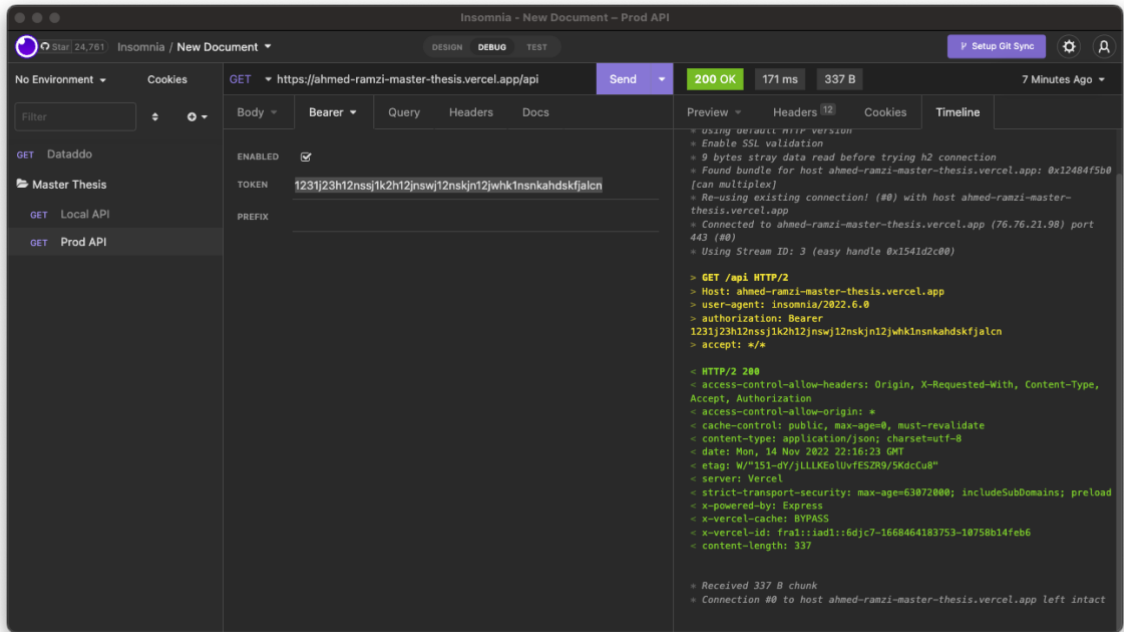 Insomnia - New Document – Prod API
Star 24,761 Insomnia / New Document
DESIGN DEBUG TEST
Setup Git Sync
No Environment Cookies
Filter
GET Dataddo
Master Thesis
GET Local API
GET Prod API
GET https://ahmed-ramzi-master-thesis.vercel.app/api Send
Body Bearer Query Headers Docs
ENABLED
TOKEN 1231j23h12nssj1k2h12jnswj12nskjn12jwhk1nsnkahdskfjalcn
PREFIX
200 OK 171 ms 337 B 7 Minutes Ago
Preview Headers 12 Cookies Timeline
* Using default HTTP version
* Enable SSL validation
* 9 bytes stray data read before trying h2 connection
* Found bundle for host ahmed-ramzi-master-thesis.vercel.app: 0x12484f5b0
[can multiplex]
* Re-using existing connection! (#0) with host ahmed-ramzi-master-
thesis.vercel.app
* Connected to ahmed-ramzi-master-thesis.vercel.app (76.76.21.98) port
443 (#0)
* Using Stream ID: 3 (easy handle 0x1541d2c00)
> GET /api HTTP/2
> Host: ahmed-ramzi-master-thesis.vercel.app
> user-agent: insomnia/2022.6.0
> authorization: Bearer
1231j23h12nssj1k2h12jnswj12nskjn12jwhk1nsnkahdskfjalcn
> accept: */*
< HTTP/2 200
< access-control-allow-headers: Origin, X-Requested-With, Content-Type,
Accept, Authorization
< access-control-allow-origin: *
< cache-control: public, max-age=0, must-revalidate
< content-type: application/json; charset=utf-8
< date: Mon, 14 Nov 2022 22:16:23 GMT
< etag: W/"151-dY/jLLLKEolUvfESZR9/5KdcCu8"
< server: Vercel
< strict-transport-security: max-age=63072000; includeSubDomains; preload
< x-powered-by: Express
< x-vercel-cache: BYPASS
< x-vercel-id: fra1::iad1::6djc7-1668464183753-10758b14feb6
< content-length: 337
* Received 337 B chunk
* Connection #0 to host ahmed-ramzi-master-thesis.vercel.app left intact